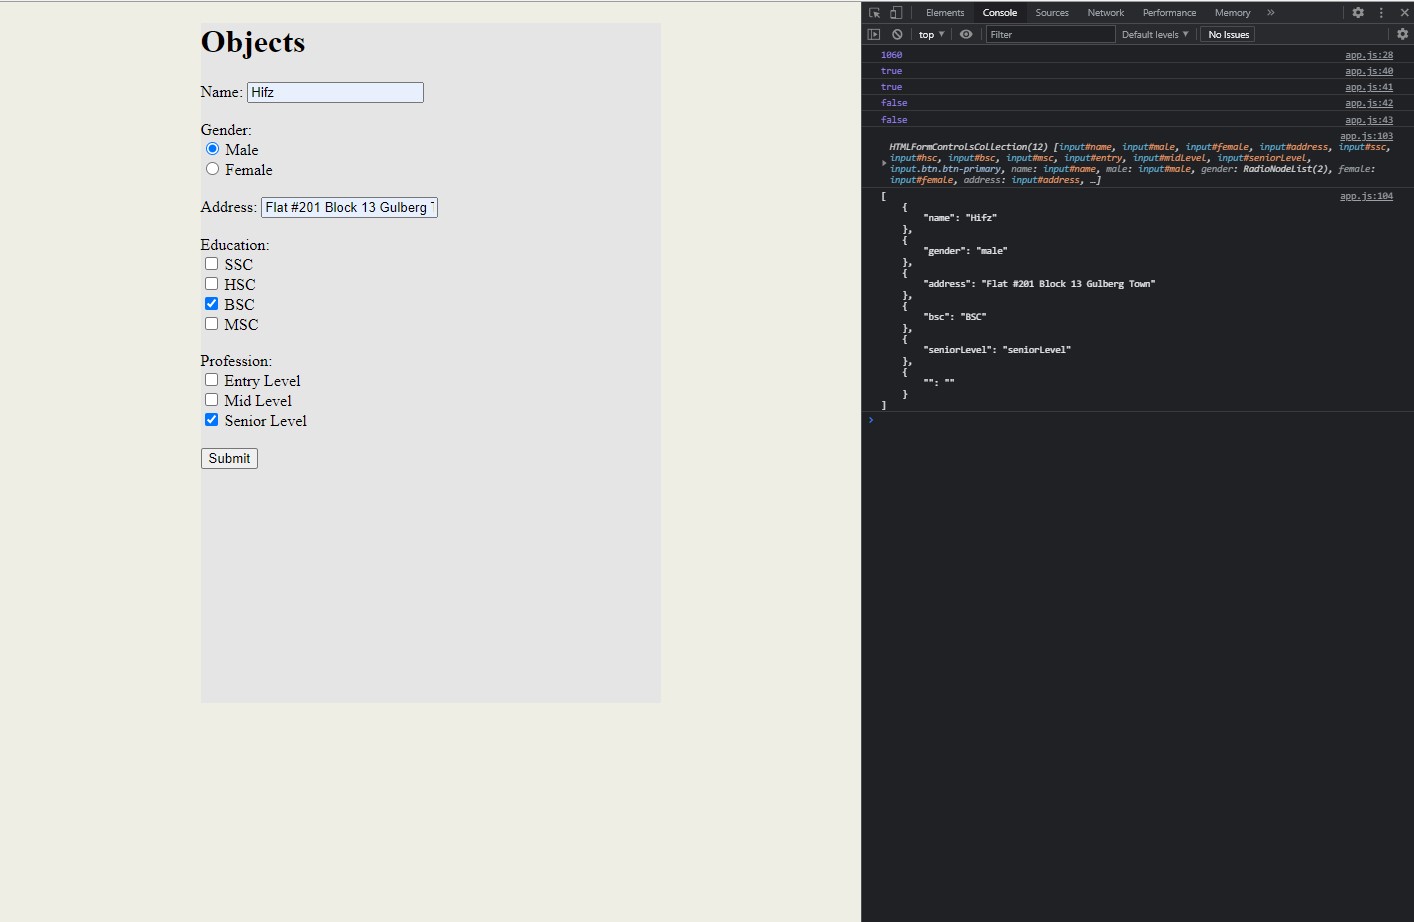 Objects
Name: Hifz
Gender:
Male
Female
Address: Flat #201 Block 13 Gulberg T
Education:
SSC
HSC
BSC
MSC
Profession:
Entry Level
Mid Level
Senior Level
Submit
Elements Console Sources Network Performance Memory »
top ▼ Filter Default levels ▼ No Issues
1060 app.js:28
true app.js:40
true app.js:41
false app.js:42
false app.js:43
app.js:103
HTMLFormControlsCollection(12) [input#name, input#male, input#female, input#address, input#ssc,
input#hsc, input#bsc, input#msc, input#entry, input#midLevel, input#seniorLevel,
input.btn.btn-primary, name: input#name, male: input#male, gender: RadioNodeList(2), female:
input#female, address: input#address, …]
[ app.js:104
{
"name": "Hifz"
},
{
"gender": "male"
},
{
"address": "Flat #201 Block 13 Gulberg Town"
},
{
"bsc": "BSC"
},
{
"seniorLevel": "seniorLevel"
},
{
"": ""
}
]
>